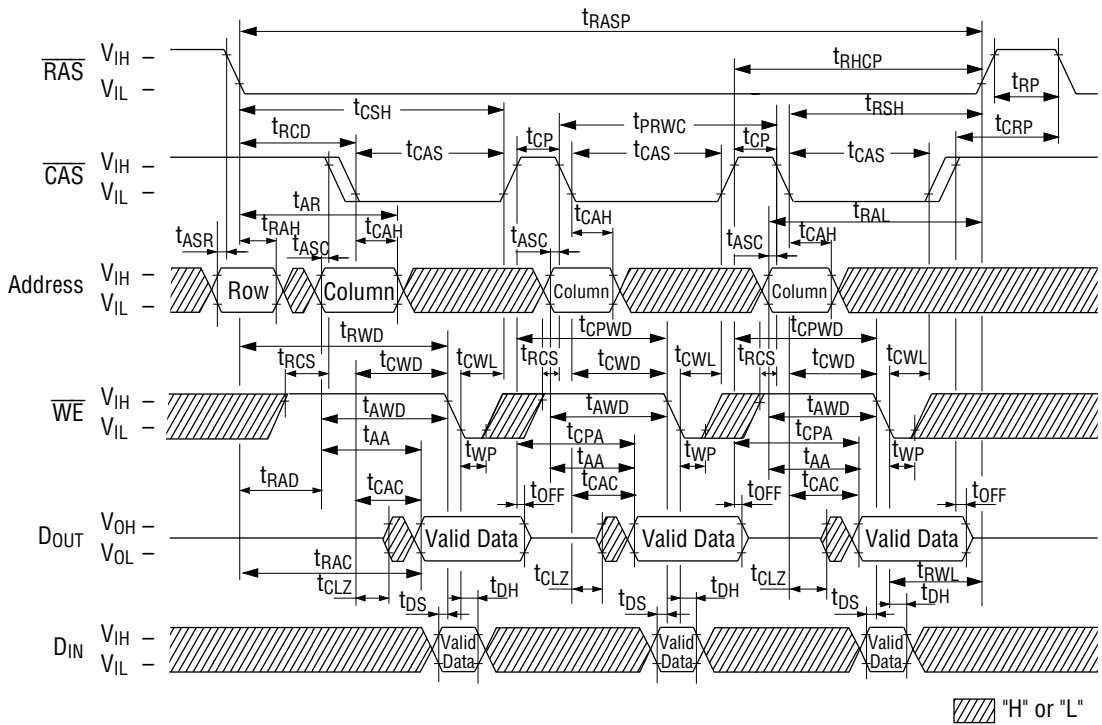 tRASP
VIH
RAS
VIL
tRHCP
tRP
tCSH
tRSH
tRCD
tCP
tPRWC
tCP
tCRP
VIH
CAS
VIL
tCAS
tCAS
tCAS
tAR
tRAL
tRAH
tCAH
tCAH
tCAH
tASR
tASC
tASC
tASC
Address
VIH
VIL
Row
Column
Column
Column
tRWD
tCPWD
tCPWD
tRCS
tCWD
tCWL
tRCS
tCWD
tCWL
tRCS
tCWD
tCWL
WE
VIH
VIL
tAWD
tAWD
tAWD
tAA
tWP
tCPA
tWP
tCPA
tWP
tAA
tAA
tRAD
tCAC
tOFF
tCAC
tOFF
tCAC
tOFF
DOUT
VOH
VOL
Valid Data
Valid Data
Valid Data
tRAC
tCLZ
tCLZ
tCLZ
tRWL
tDS
tDH
tDS
tDH
tDS
tDH
DIN
VIH
VIL
Valid
Data
Valid
Data
Valid
Data
"H" or "L"